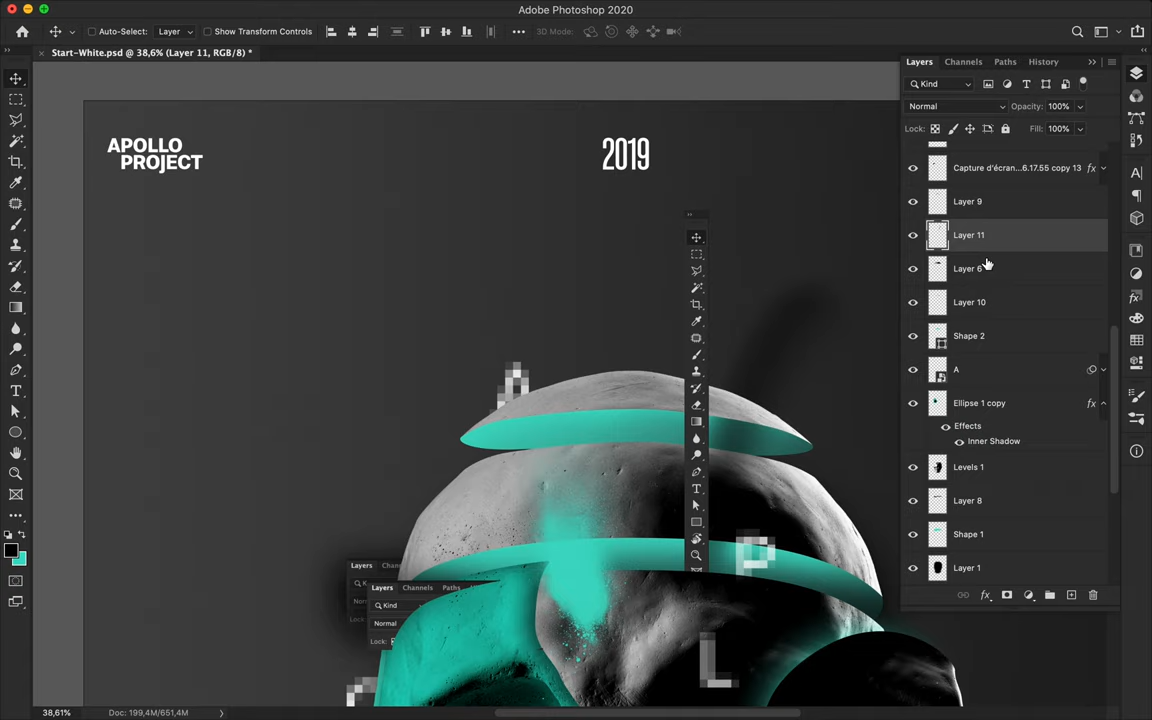 Adobe Photoshop 2020
Auto-Select:
Layer
Show Transform Controls
3D Mode:
Start-White.psd @ 38,6% (Layer 11, RGB/8) *
Layers
Channels
Paths
History
Kind
Normal
Opacity: 100%
Lock:
Fill: 100%
Capture d'écran...6.17.55 copy 13
fx
Layer 9
Layer 11
Layer 6
Layer 10
Shape 2
A
Ellipse 1 copy
fx
Effects
Inner Shadow
Levels 1
Layer 8
Shape 1
Layer 1
APOLLO
PROJECT
2019
P
L
Layers
Layers
Channels
Paths
Kind
Normal
Lock:
38,61%
Doc: 199,4M/651,4M